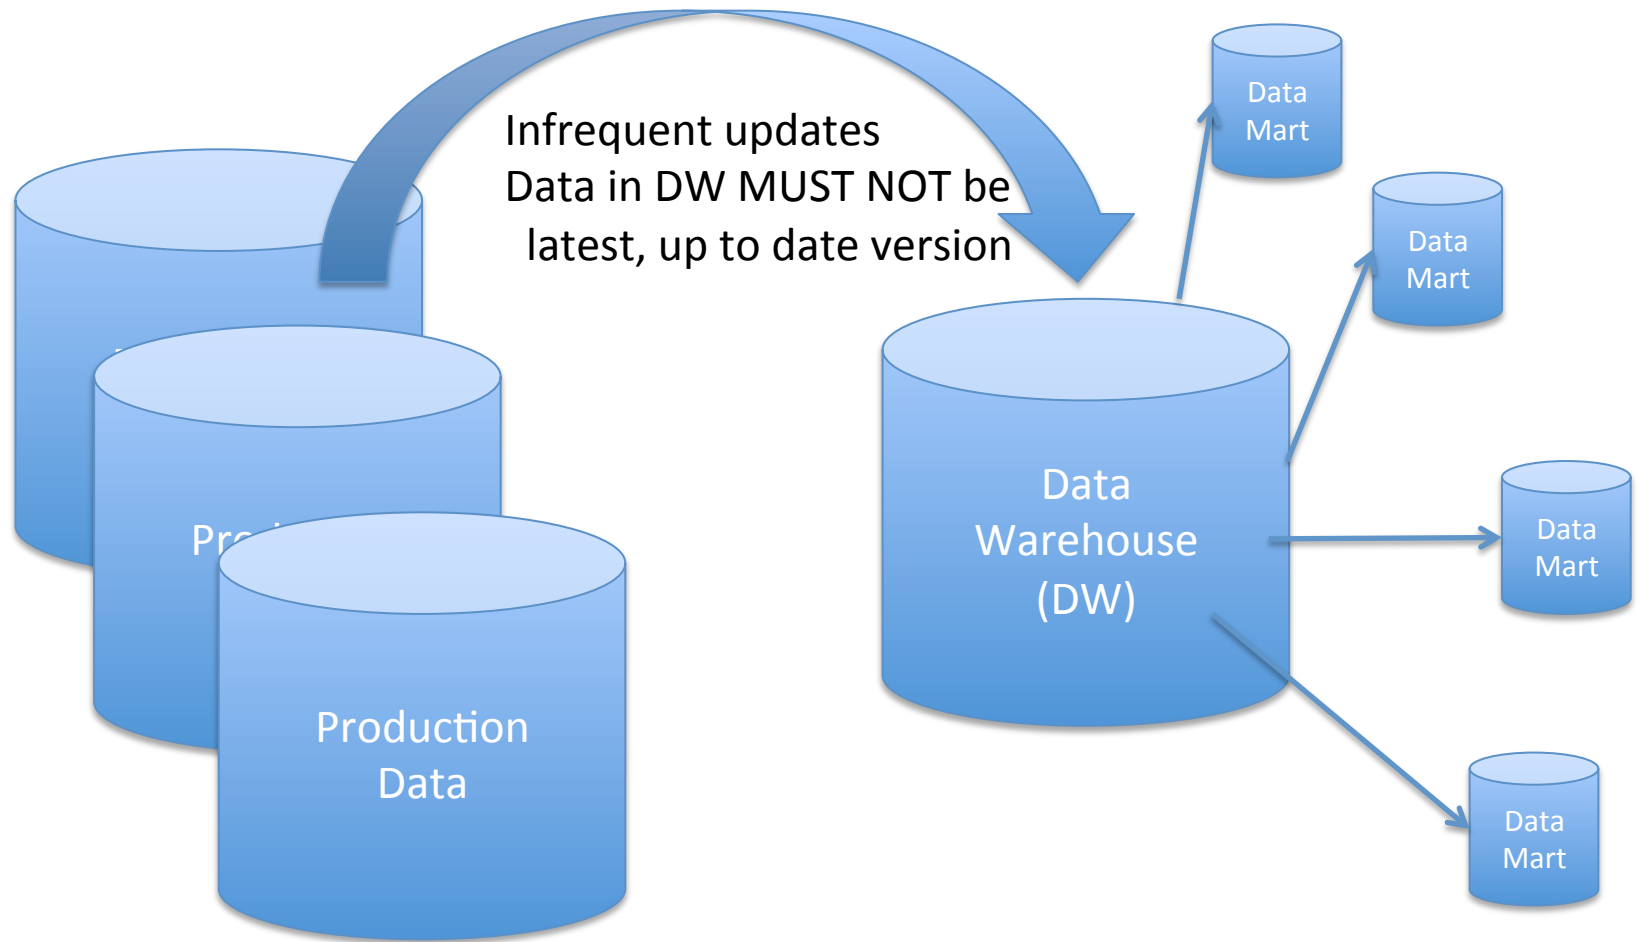 Infrequent updates
Data in DW MUST NOT be
latest, up to date version
Production
Data
Data
Warehouse
(DW)
Data
Mart
Data
Mart
Data
Mart
Data
Mart